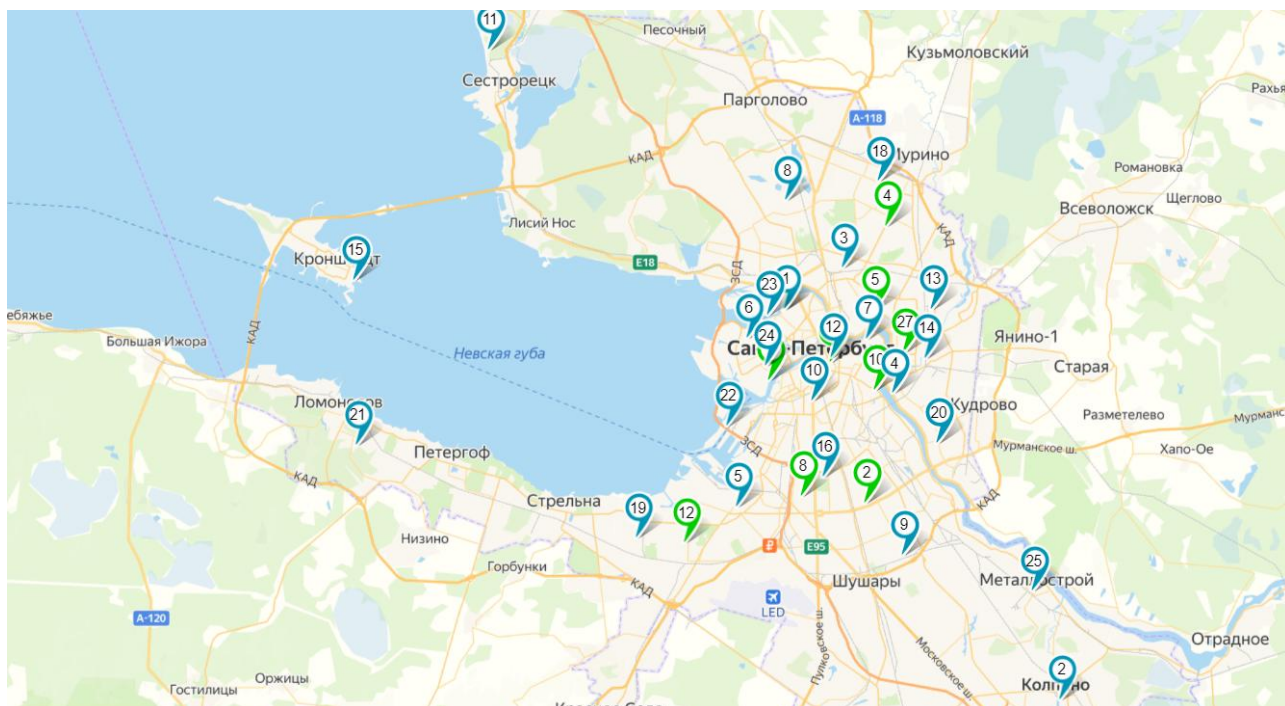 11
Песочный
Кузьмоловский
Сестрорецк
Парголово
Рахья
А-118
КАД
18
Мурино
8
Романовка
4
Щеглово
Всеволожск
Лисий Нос
3
КАД
15
Кронштадт
ЗСД
E18
5
13
23
1
КАД
6
7
27
14
12
Янино-1
Большая Ижора
Невская губа
24
Санкт-Петербург
10
4
10
Старая
Ломоносов
22
20
Кудрово
Разметелево
21
Мурманское ш.
Хапо-Ое
Петергоф
ЗСД
16
8
2
5
КАД
Стрельна
КАД
19
12
9
Низино
E95
Горбунки
Шушары
25
Металлострой
КАД
LED
А-120
Пулковское ш.
Московское ш.
Отрадное
2
Оржицы
Колпино
Гостилицы